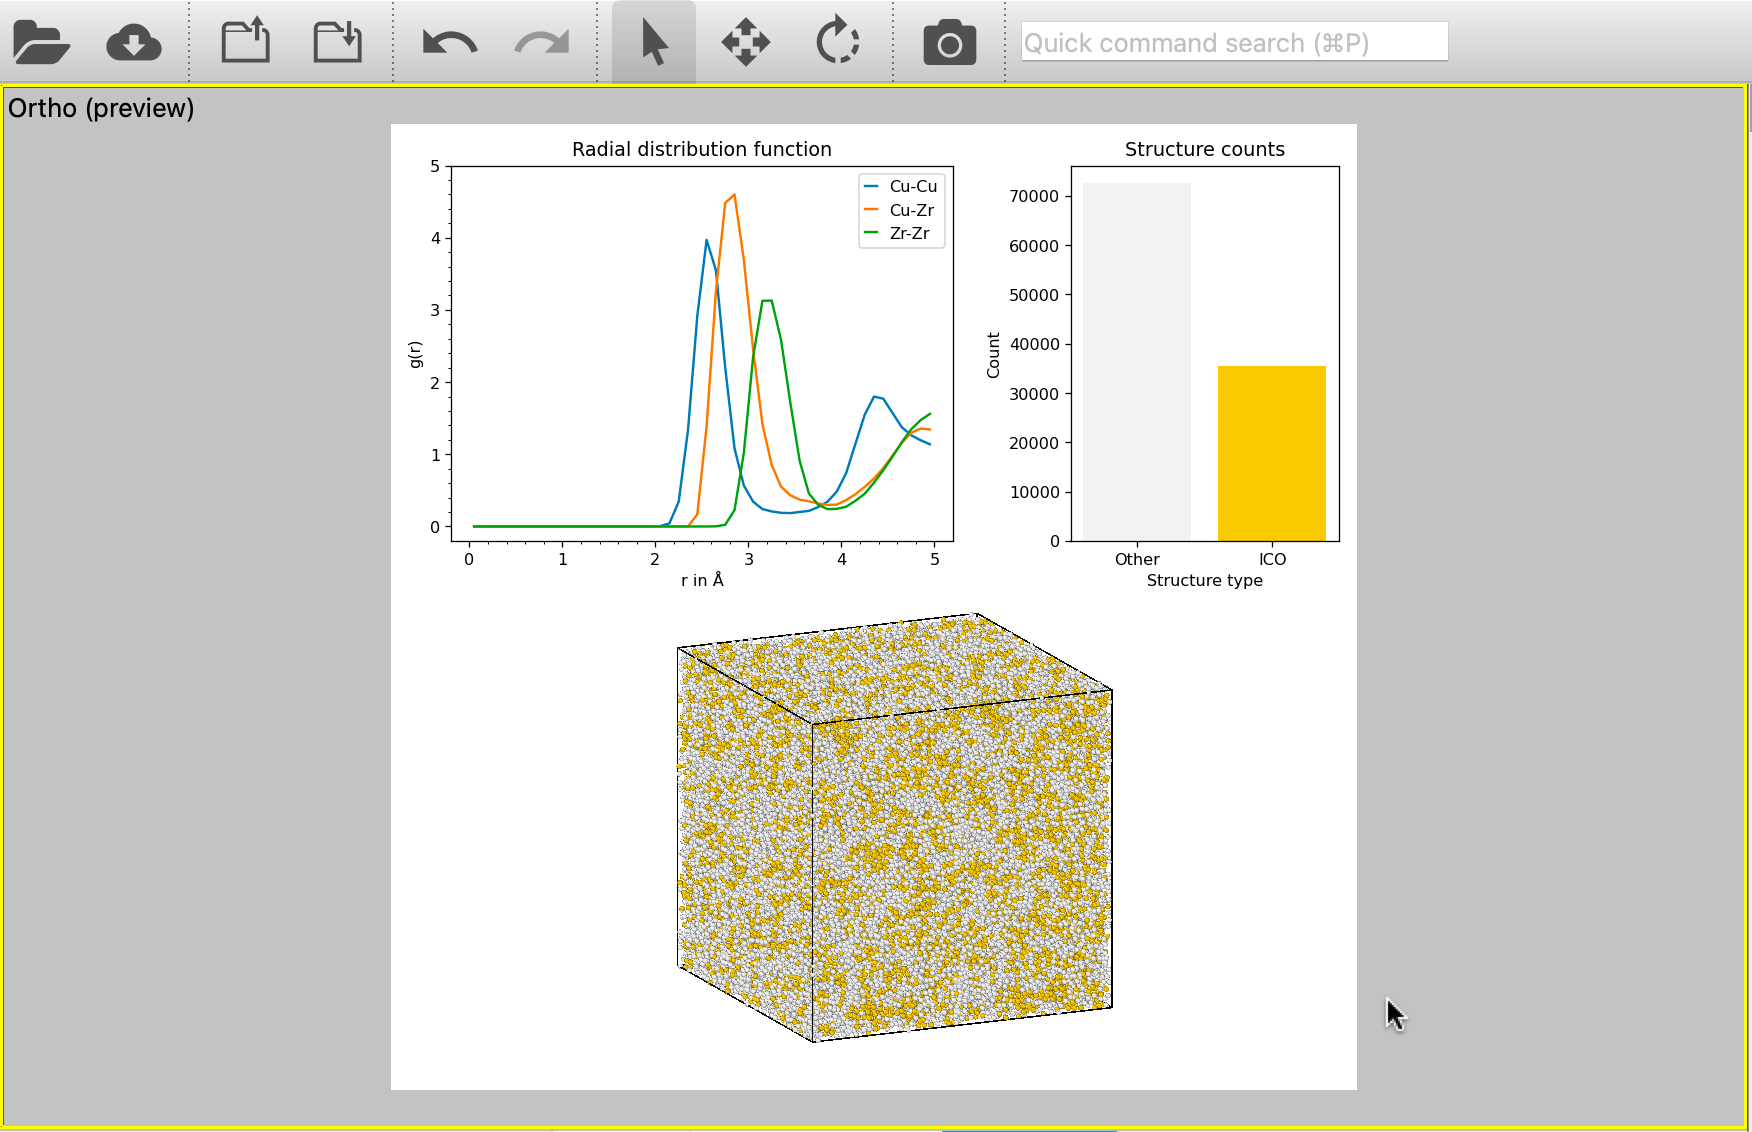 Quick command search (⌘P)
Ortho (preview)
Radial distribution function
5
4
3
2
1
0
g(r)
Cu-Cu
Cu-Zr
Zr-Zr
0 1 2 3 4 5
r in Å
Structure counts
70000
60000
50000
40000
30000
20000
10000
0
Count
Other ICO
Structure type